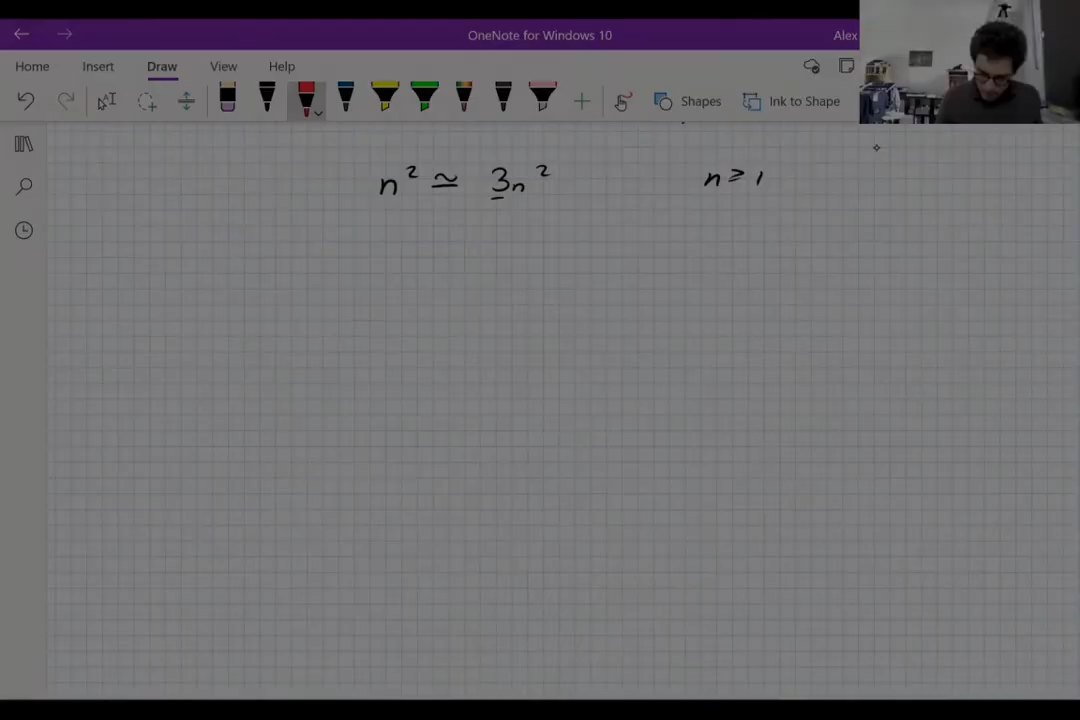 OneNote for Windows 10
Alex
Home Insert Draw View Help
Shapes Ink to Shape
n² ≃ 3n² n ≥ 1